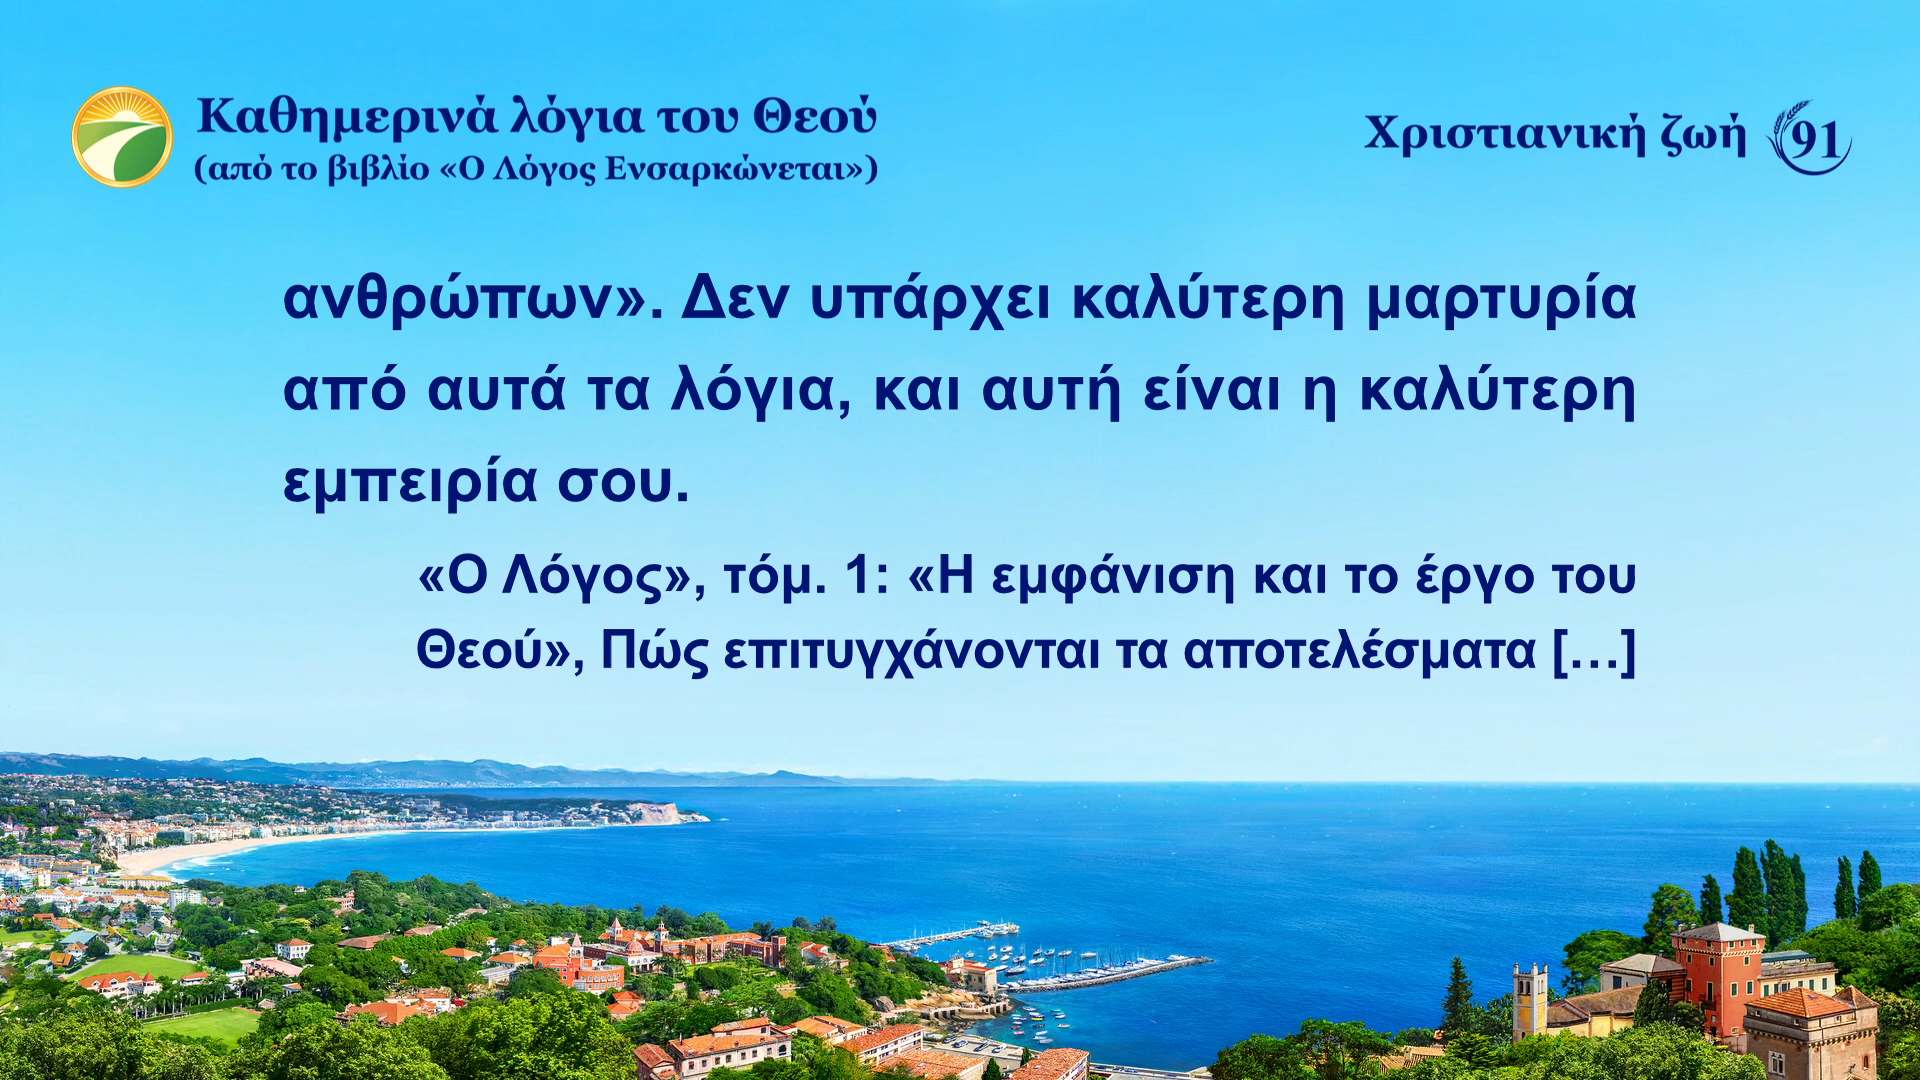 Καθημερινά λόγια του Θεού
(από το βιβλίο «Ο Λόγος Ενσαρκώνεται»)
Χριστιανική ζωή 91
ανθρώπων». Δεν υπάρχει καλύτερη μαρτυρία
από αυτά τα λόγια, και αυτή είναι η καλύτερη
εμπειρία σου.
«Ο Λόγος», τόμ. 1: «Η εμφάνιση και το έργο του
Θεού», Πώς επιτυγχάνονται τα αποτελέσματα […]